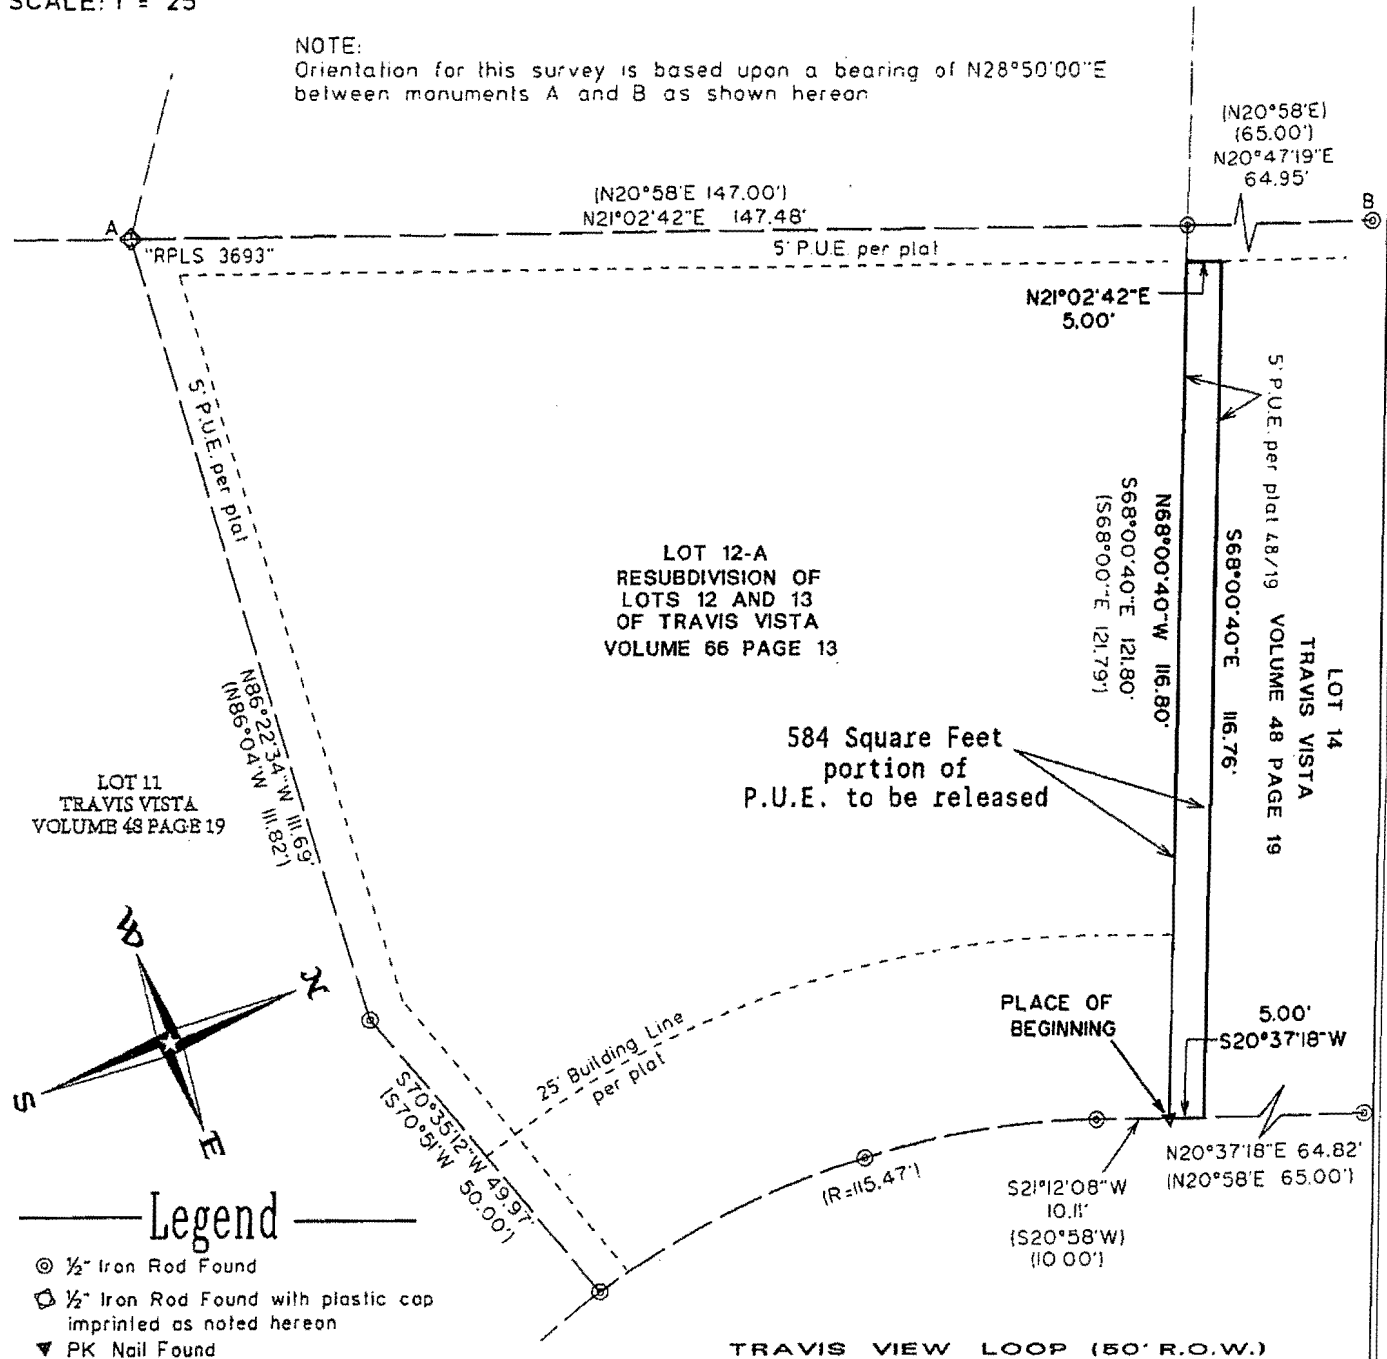 SCALE: 1" = 25'
NOTE:
Orientation for this survey is based upon a bearing of N28°50'00"E
between monuments A and B as shown hereon
(N20°58'E)
(65.00')
N20°47'19"E
64.95'
B
(N20°58'E 147.00')
N21°02'42"E 147.48'
A
"RPLS 3693"
5' P.U.E. per plat
N21°02'42"E
5.00'
5' P.U.E. per plat
5' P.U.E. per plat 48/19
N68°00'40"W 116.80'
S68°00'40"E 121.80'
(S68°00'E 121.79')
S68°00'40"E 116.76'
LOT 14
TRAVIS VISTA
VOLUME 48 PAGE 19
LOT 12-A
RESUBDIVISION OF
LOTS 12 AND 13
OF TRAVIS VISTA
VOLUME 66 PAGE 13
584 Square Feet
portion of
P.U.E. to be released
N86°22'34"W 111.69'
(N86°04'W 111.82')
LOT 11
TRAVIS VISTA
VOLUME 48 PAGE 19
W
N
S
E
PLACE OF
BEGINNING
5.00'
S20°37'18"W
25' Building Line
per plat
S70°35'12"W 49.97'
(S70°51'W 50.00')
(R=115.47')
S21°12'08"W
10.11'
(S20°58'W)
(10.00')
N20°37'18"E 64.82'
(N20°58'E 65.00')
Legend
½" Iron Rod Found
½" Iron Rod Found with plastic cap
imprinted as noted hereon
PK Nail Found
TRAVIS VIEW LOOP (50' R.O.W.)